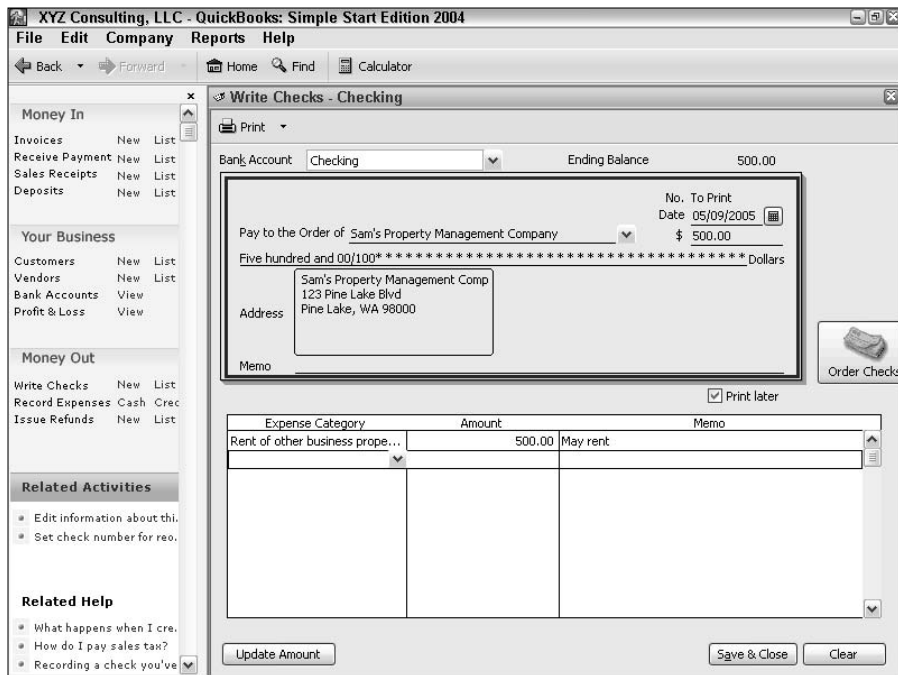 XYZ Consulting, LLC - QuickBooks: Simple Start Edition 2004
File Edit Company Reports Help
Back Forward Home Find Calculator
Money In
Invoices New List
Receive Payment New List
Sales Receipts New List
Deposits New List
Your Business
Customers New List
Vendors New List
Bank Accounts View
Profit & Loss View
Money Out
Write Checks New List
Record Expenses Cash Crec
Issue Refunds New List
Related Activities
Edit information about thi.
Set check number for reo.
Related Help
What happens when I cre.
How do I pay sales tax?
Recording a check you've
Write Checks - Checking
Print
Bank Account Checking Ending Balance 500.00
No. To Print
Date 05/09/2005
Pay to the Order of Sam's Property Management Company $ 500.00
Five hundred and 00/100* * * * * * * * * * * * * * * * * * * * * * * * * * * * * * * * * * * * * * Dollars
Address
Sam's Property Management Comp
123 Pine Lake Blvd
Pine Lake, WA 98000
Memo
Order Checks
Print later
Expense Category Amount Memo
Rent of other business prope... 500.00 May rent
Update Amount Save & Close Clear